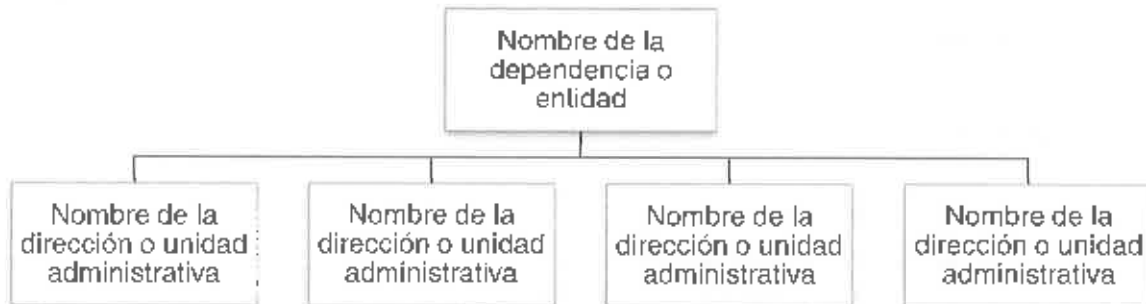 Nombre de la
dependencia o
entidad
Nombre de la
dirección o unidad
administrativa
Nombre de la
dirección o unidad
administrativa
Nombre de la
dirección o unidad
administrativa
Nombre de la
dirección o unidad
administrativa